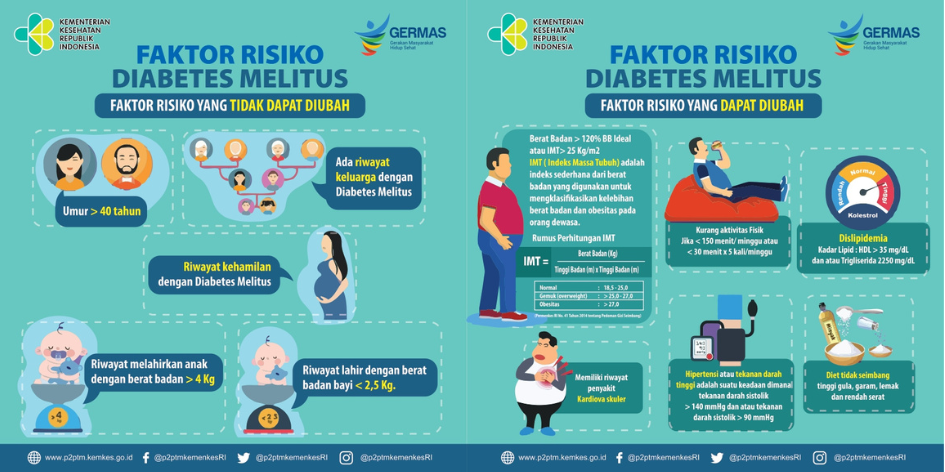 KEMENTERIAN
KESEHATAN
REPUBLIK
INDONESIA
GERMAS
Gerakan Masyarakat
Hidup Sehat
FAKTOR RISIKO
DIABETES MELITUS
FAKTOR RISIKO YANG TIDAK DAPAT DIUBAH
Umur > 40 tahun
Ada riwayat
keluarga dengan
Diabetes Melitus
Riwayat kehamilan
dengan Diabetes Melitus
>4
Kg
Riwayat melahirkan anak
dengan berat badan > 4 Kg
Riwayat lahir dengan berat
badan bayi < 2,5 Kg.
www.p2ptm.kemkes.go.id
@p2ptmkemenkesRI
@p2ptmkemenkesRI
@p2ptmkemenkesRI
KEMENTERIAN
KESEHATAN
REPUBLIK
INDONESIA
GERMAS
Gerakan Masyarakat
Hidup Sehat
FAKTOR RISIKO
DIABETES MELITUS
FAKTOR RISIKO YANG DAPAT DIUBAH
Berat Badan > 120% BB Ideal
atau IMT> 25 Kg/m2
IMT ( Indeks Massa Tubuh) adalah
indeks sederhana dari berat
badan yang digunakan untuk
mengklasifikasikan kelebihan
berat badan dan obesitas pada
orang dewasa.
Rumus Perhitungan IMT
IMT =
Berat Badan (Kg)
Tinggi Badan (m) x Tinggi Badan (m)
Normal : 18,5 - 25,0
Gemuk (overweight) : > 25,0 - 27,0
Obesitas : > 27,0
Kurang aktivitas Fisik
Jika < 150 menit/ minggu atau
< 30 menit x 5 kali/minggu
Rendah
Normal
Tinggi
Kolestrol
Dislipidemia
Kadar Lipid : HDL > 35 mg/dL
dan atau Trigliserida 2250 mg/dL
Memiliki riwayat
penyakit
Kardiova skuler
Hipertensi atau tekanan darah
tinggi adalah suatu keadaan dimanai
tekanan darah sistolik
> 140 mmHg dan atau tekanan
darah sistolik > 90 mmHg
Minyak
Diet tidak seimbang
tinggi gula, garam, lemak
dan rendah serat
www.p2ptm.kemkes.go.id
@p2ptmkemenkesRI
@p2ptmkemenkesRI
@p2ptmkemenkesRI